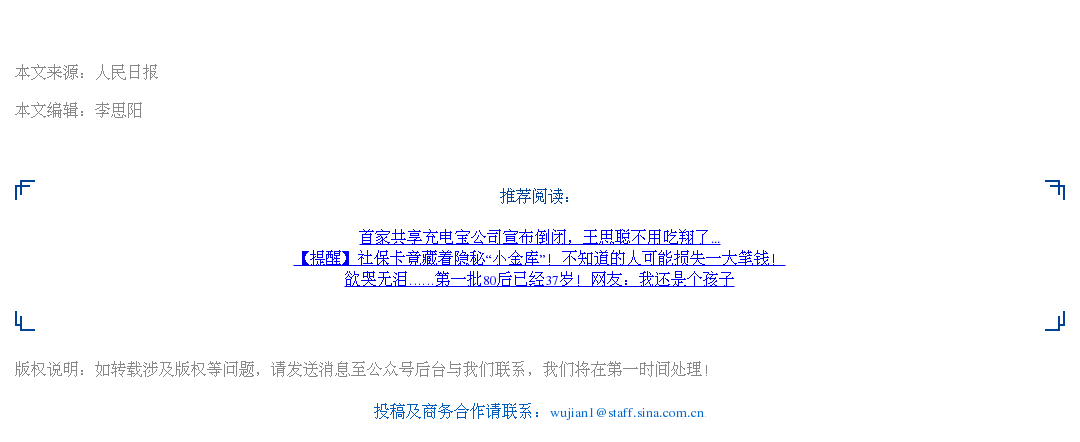 本文来源：人民日报
本文编辑：李思阳
推荐阅读：
首家共享充电宝公司宣布倒闭，王思聪不用吃翔了...
【提醒】社保卡竟藏着隐秘“小金库”！不知道的人可能损失一大笔钱！
欲哭无泪……第一批80后已经37岁！网友：我还是个孩子
版权说明：如转载涉及版权等问题，请发送消息至公众号后台与我们联系，我们将在第一时间处理！
投稿及商务合作请联系：wujian1@staff.sina.com.cn